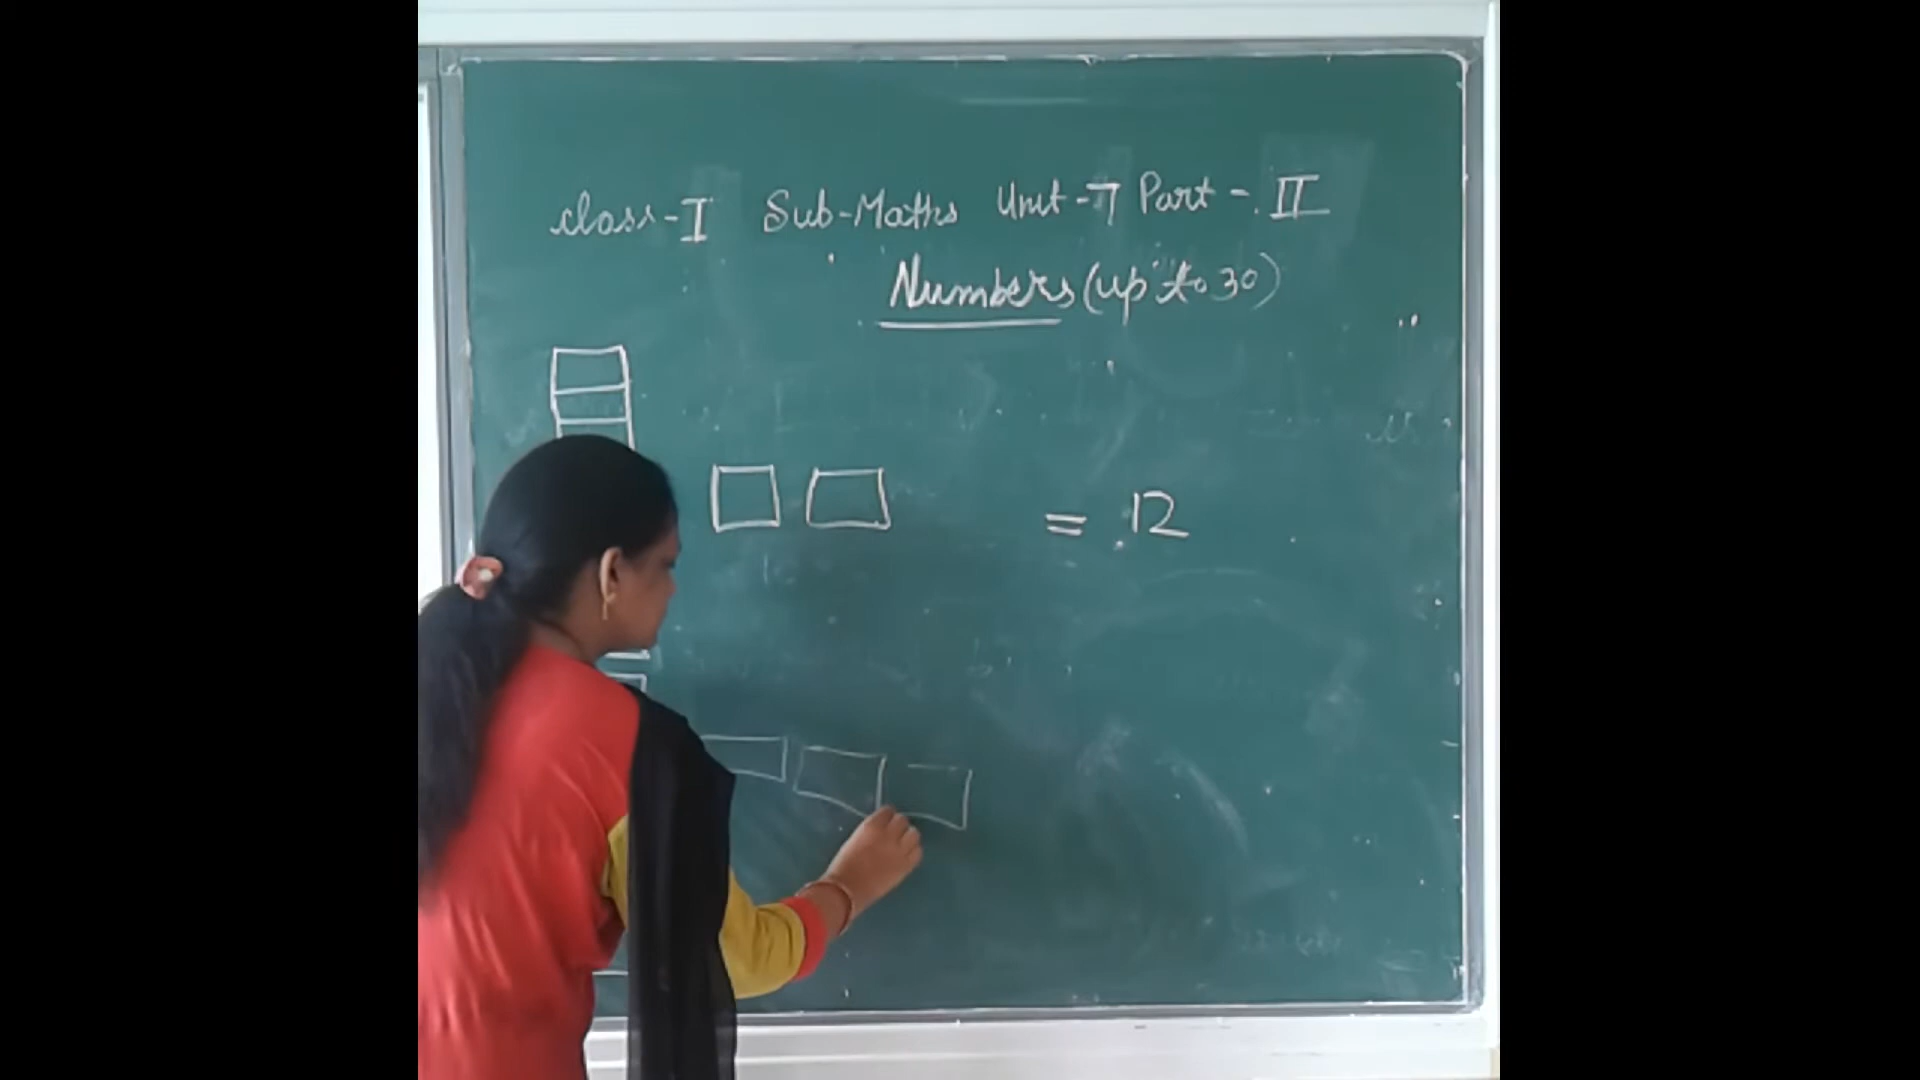 Class-I Sub-Maths Unit-7 Part-II
Numbers (up to 30)
= 12